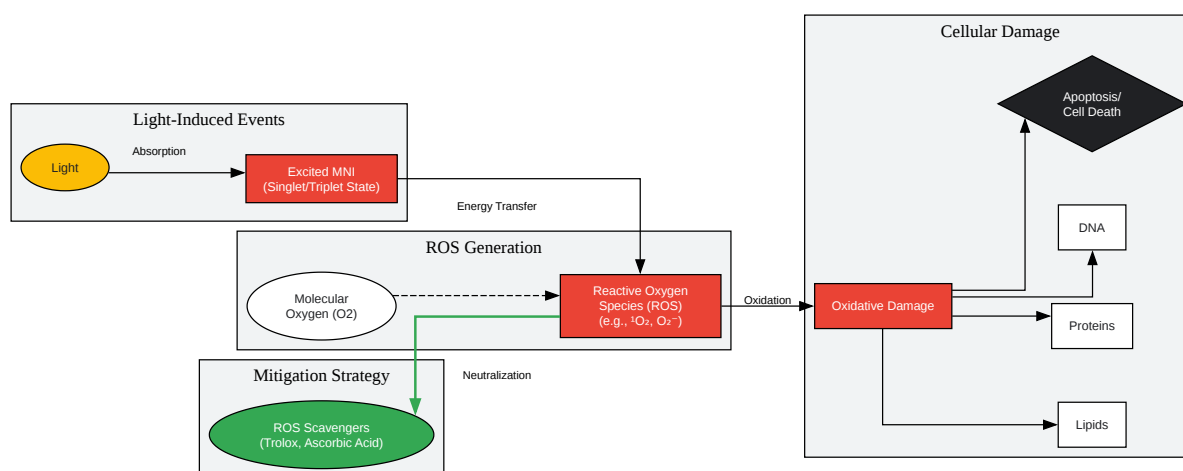 Cellular Damage
Apoptosis/
Cell Death
Light-Induced Events
Absorption
Light
Excited MNI
(Singlet/Triplet State)
Energy Transfer
DNA
ROS Generation
Molecular
Oxygen (O2)
Reactive Oxygen
Species (ROS)
(e.g., ¹O₂, O₂⁻)
Oxidation
Oxidative Damage
Proteins
Mitigation Strategy
Neutralization
ROS Scavengers
(Trolox, Ascorbic Acid)
Lipids